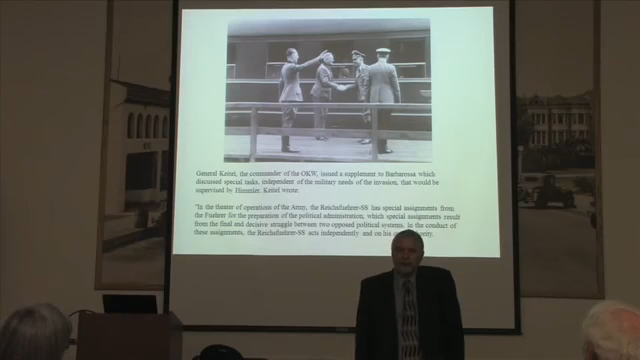 General Keitel, the commander of the OKW, issued a supplement to Barbarossa which
discussed special tasks, independent of the military needs of the invasion, that would be
supervised by Himmler. Keitel wrote:
"In the theater of operations of the Army, the Reichsfuehrer-SS has special assignments from
the Fuehrer for the preparation of the political administration, which special assignments result
from the final and decisive struggle between two opposed political systems. In the conduct of
these assignments, the Reichsfuehrer-SS acts independently and on his